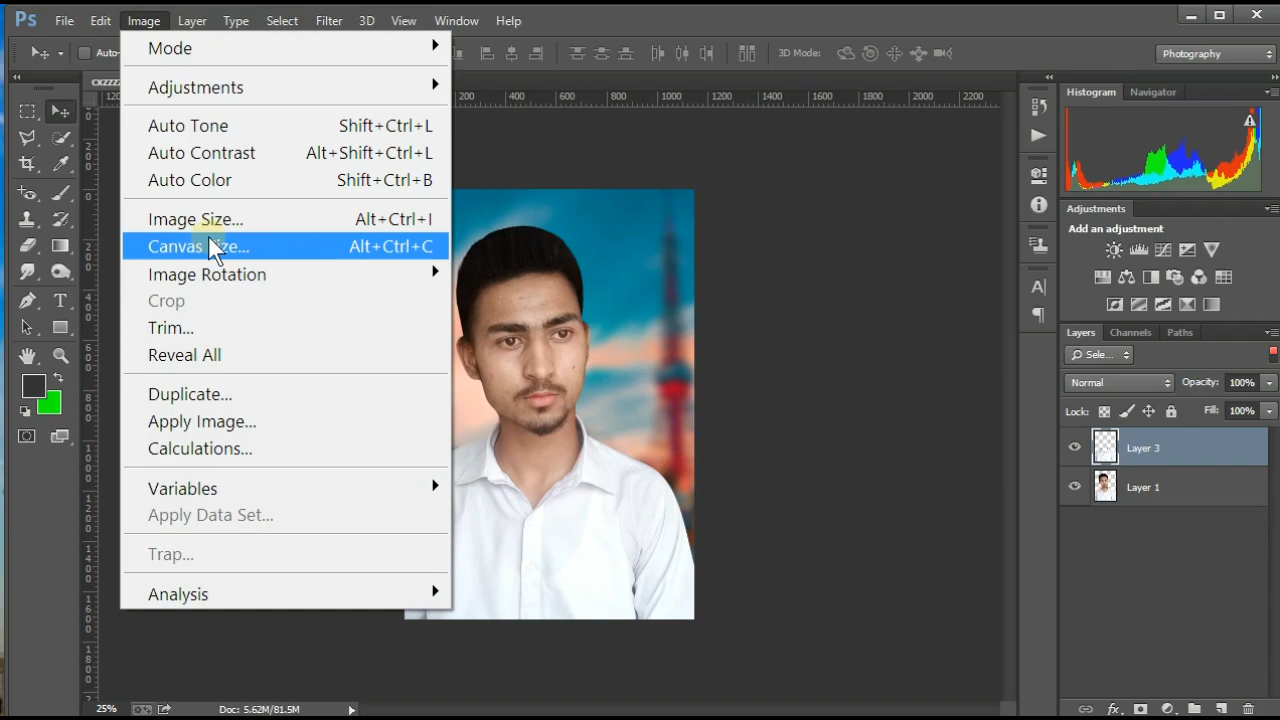 Ps File Edit Image Layer Type Select Filter 3D View Window Help
Auto- 3D Mode: Photography
Mode
Adjustments
Auto Tone Shift+Ctrl+L
Auto Contrast Alt+Shift+Ctrl+L
Auto Color Shift+Ctrl+B
Image Size... Alt+Ctrl+I
Canvas Size... Alt+Ctrl+C
Image Rotation
Crop
Trim...
Reveal All
Duplicate...
Apply Image...
Calculations...
Variables
Apply Data Set...
Trap...
Analysis
200 400 600 800 1000 1200 1400 1600 1800 2000 2200
Histogram Navigator
Adjustments
Add an adjustment
Layers Channels Paths
Sele...
Normal Opacity: 100%
Lock: Fill: 100%
Layer 3
Layer 1
25% Doc: 5.62M/81.5M